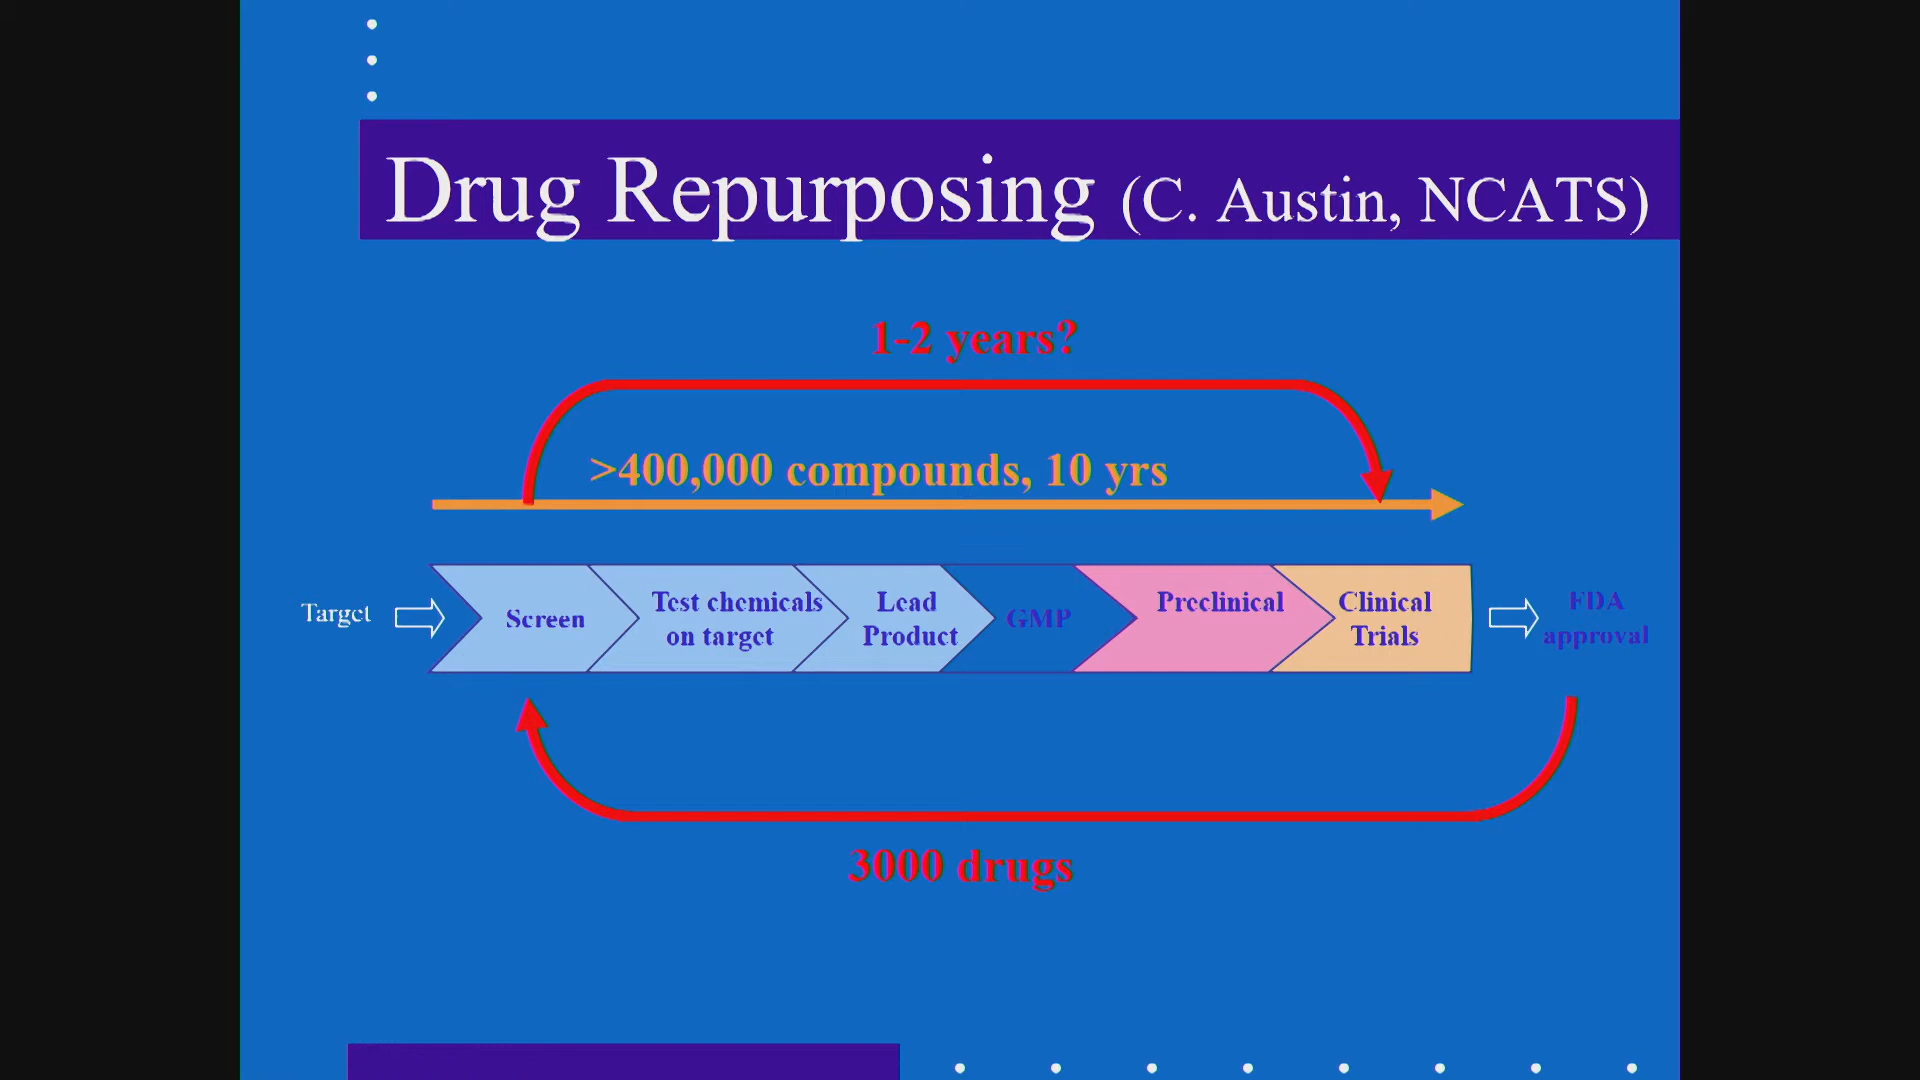 Drug Repurposing (C. Austin, NCATS)
1-2 years?
>400,000 compounds, 10 yrs
Target
Screen
Test chemicals
on target
Lead
Product
GMP
Preclinical
Clinical
Trials
FDA
approval
3000 drugs